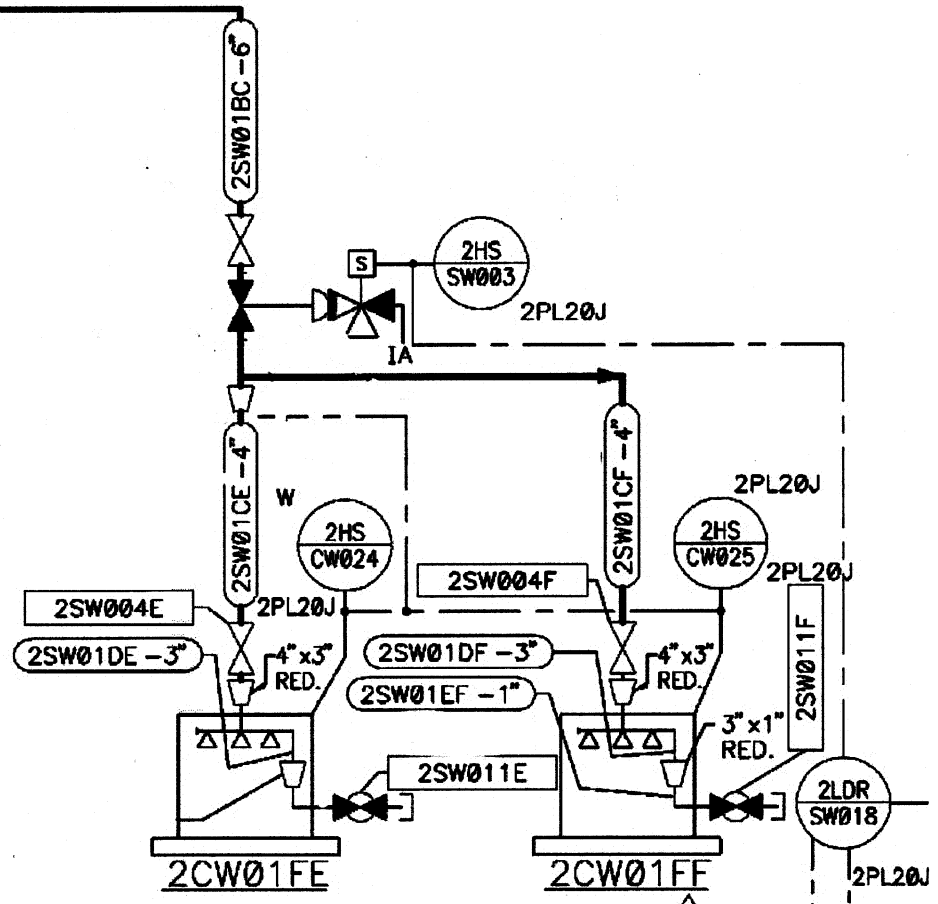 2SW01BC-6"
S
2HS
SW003
2PL20J
IA
2SW01CE-4"
2SW01CF-4"
W
2HS
CW024
2PL20J
2PL20J
2HS
CW025
2PL20J
2SW004E
2SW004F
2SW011F
2SW01DE-3"
4"x3"
RED.
2SW01DF-3"
4"x3"
RED.
2SW01EF-1"
3"x1"
RED.
2SW011E
2LDR
SW018
2PL20J
2CW01FE
2CW01FF